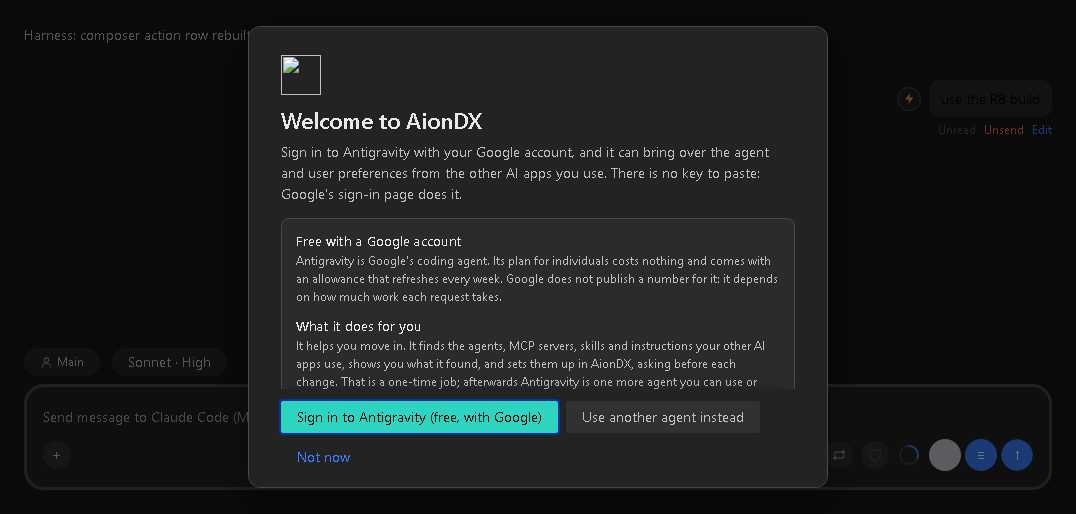 Harness: composer action row rebuilt
Welcome to AionDX
Sign in to Antigravity with your Google account, and it can bring over the agent
and user preferences from the other AI apps you use. There is no key to paste:
Google's sign-in page does it.
use the R8 build
Unread Unsend Edit
Free with a Google account
Antigravity is Google's coding agent. Its plan for individuals costs nothing and comes with
an allowance that refreshes every week. Google does not publish a number for it: it depends
on how much work each request takes.
What it does for you
It helps you move in. It finds the agents, MCP servers, skills and instructions your other AI
apps use, shows you what it found, and sets them up in AionDX, asking before each
change. That is a one-time job; afterwards Antigravity is one more agent you can use or
Main
Sonnet · High
Send message to Claude Code (M
Sign in to Antigravity (free, with Google)
Use another agent instead
Not now